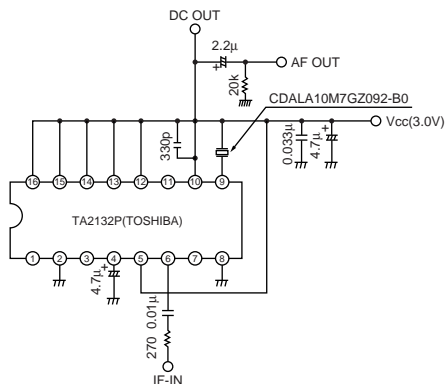 DC OUT
2.2μ
+
AF OUT
20k
CDALA10M7GZ092-B0
Vcc(3.0V)
330p
0.033μ
4.7μ
+
16 15 14 13 12 11 10 9
TA2132P(TOSHIBA)
1 2 3 4 5 6 7 8
4.7μ
+
0.01μ
270
IF-IN